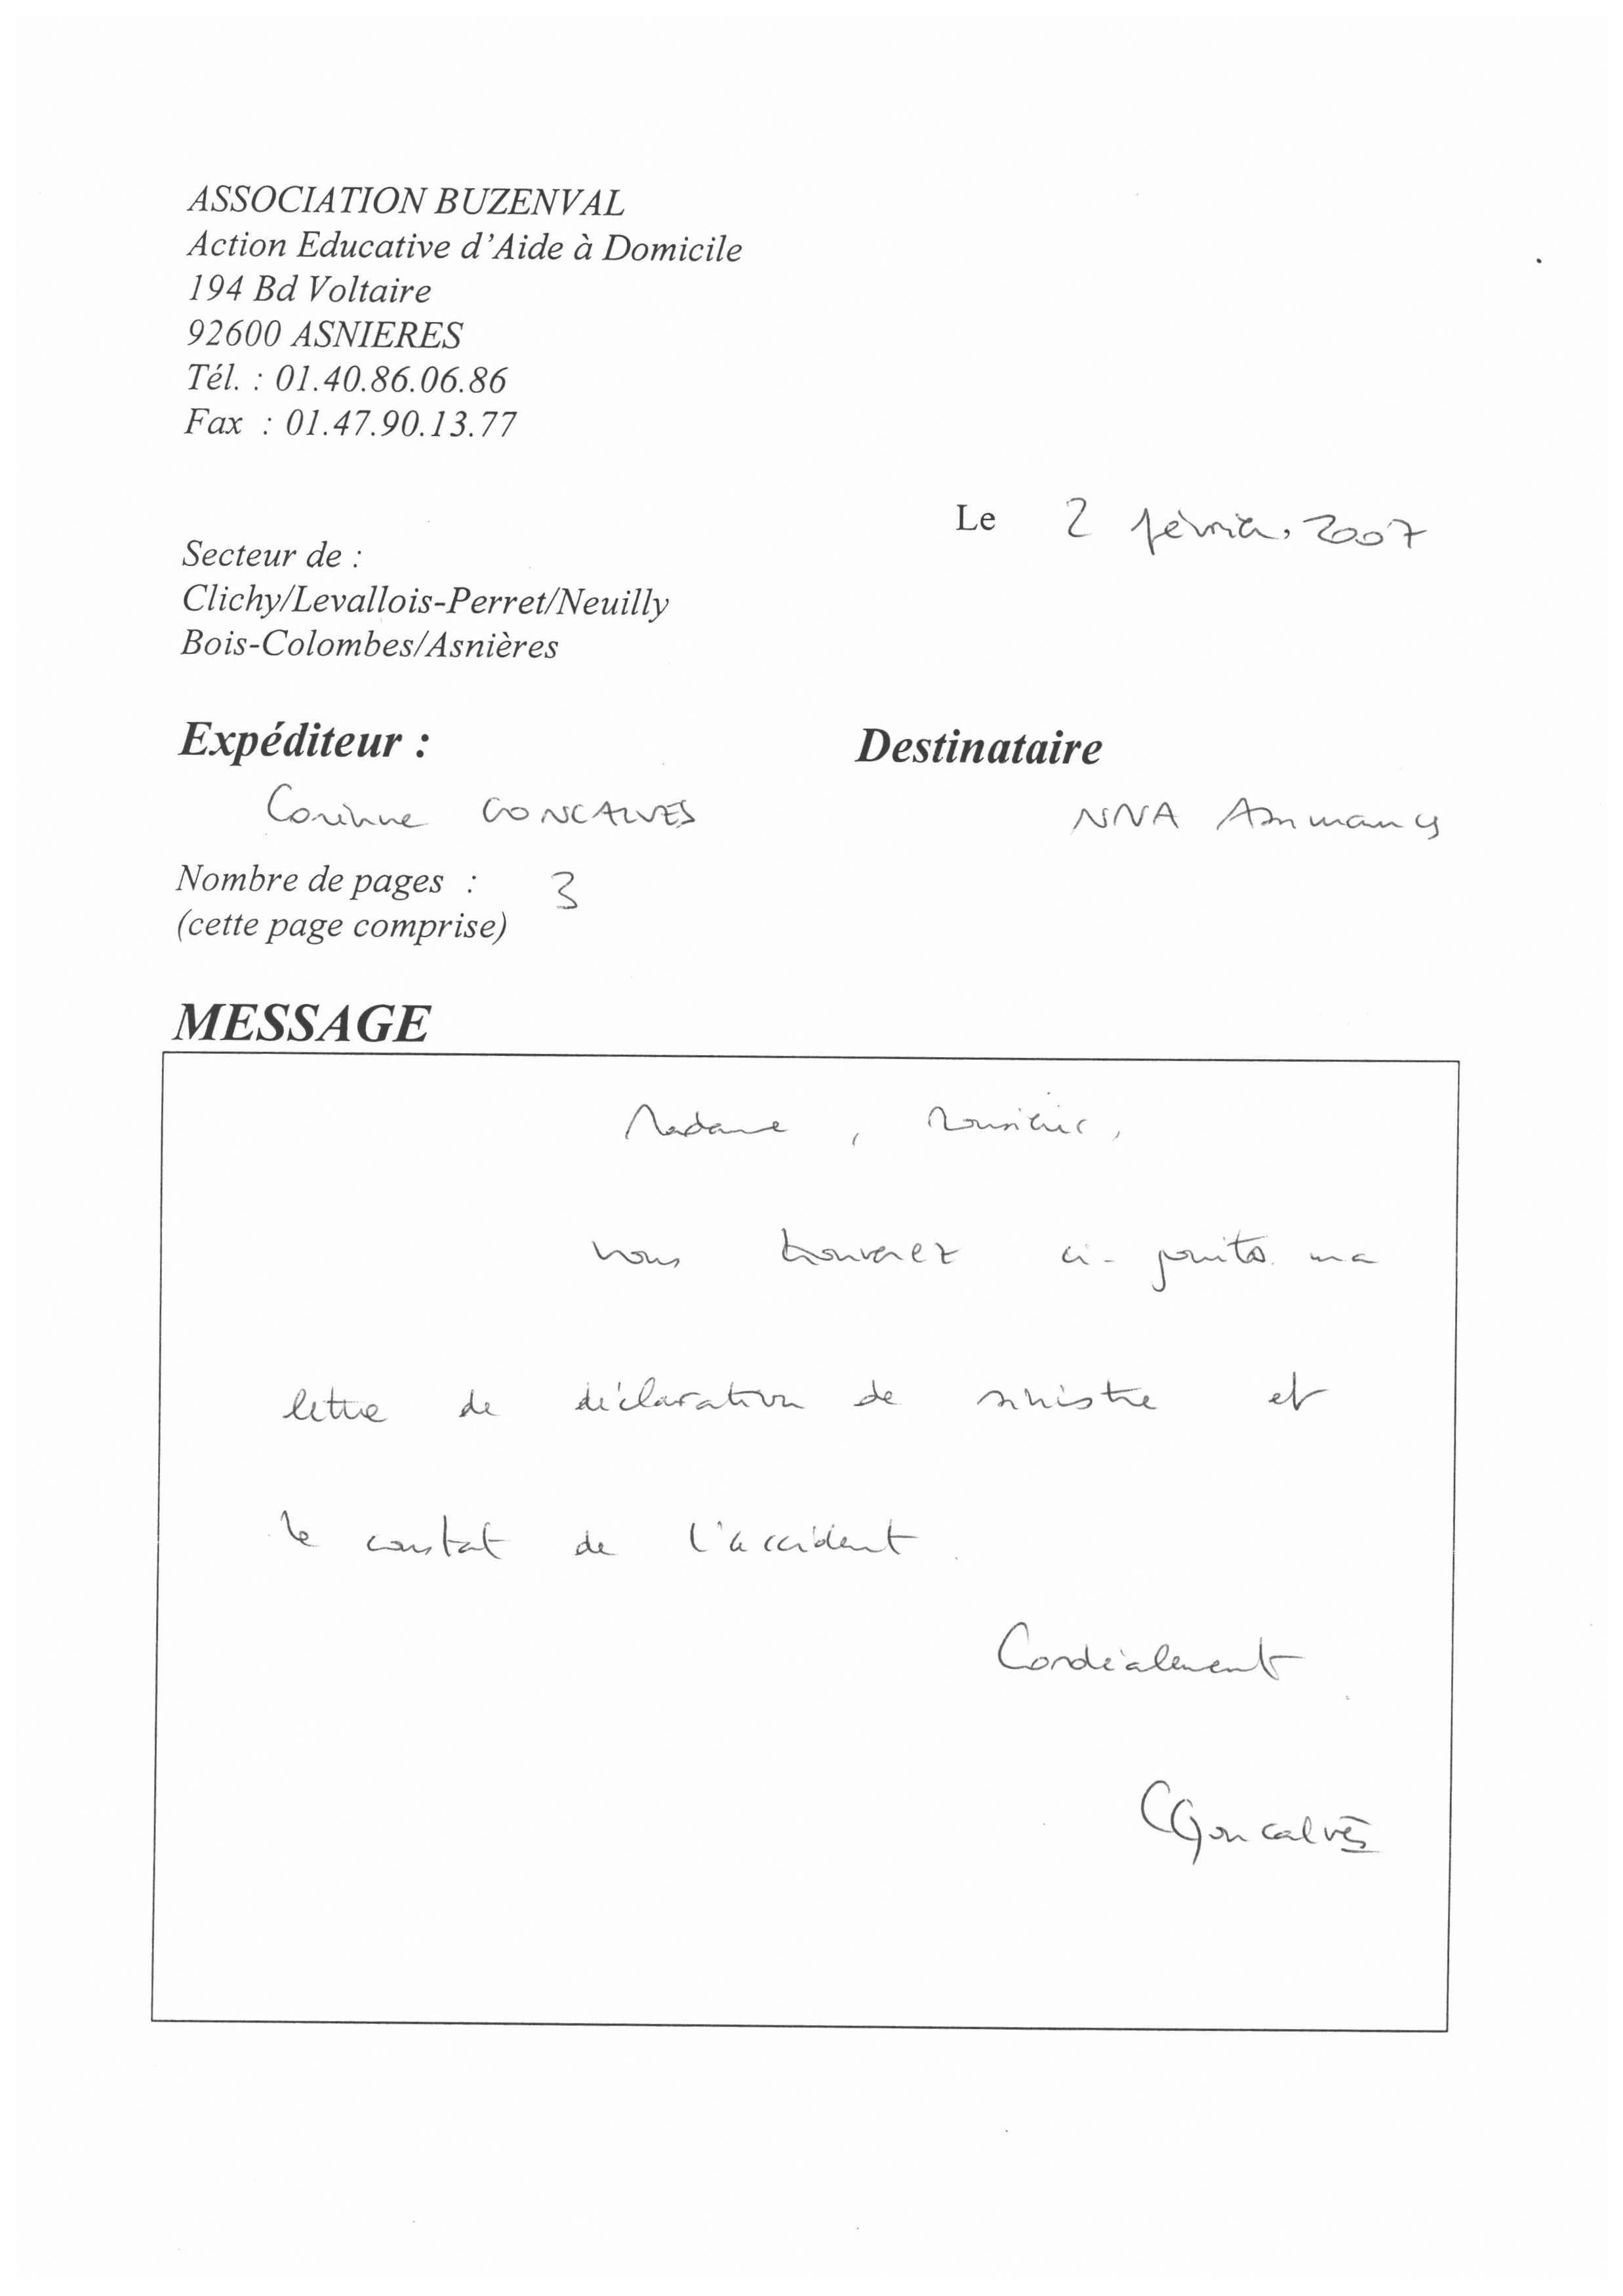 ASSOCIATION BUZENVAL
Action Educative d'Aide à Domicile
194 Bd Voltaire
92600 ASNIERES
Tél. : 01.40.86.06.86
Fax : 01.47.90.13.77
Le 2 février, 2007
Secteur de :
Clichy/Levallois-Perret/Neuilly
Bois-Colombes/Asnières
Expéditeur :
Destinataire
Corinne GONCALVES
NNA Assurances
Nombre de pages : 3
(cette page comprise)
MESSAGE
Madame, Monsieur,
vous trouverez ci-joints ma
lettre de déclaration de sinistre et
le constat de l'accident.
Cordialement
CGoncalves